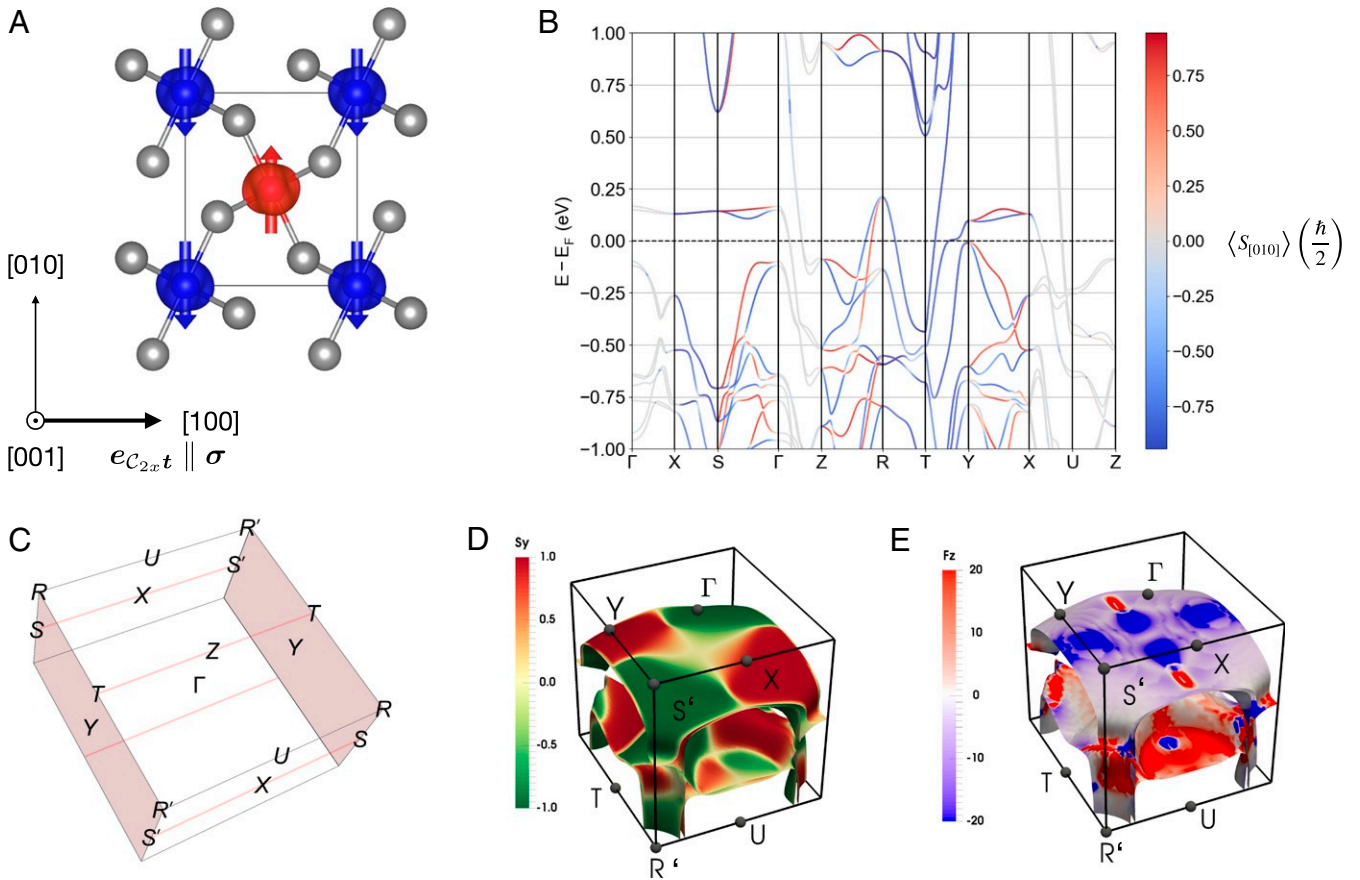 A
[010]
[001]
[100]
e_{C_{2x}t} ∥ σ
B
1.00
0.75
0.50
0.25
0.00
−0.25
−0.50
−0.75
−1.00
E − E_F (eV)
Γ X S Γ Z R T Y X U Z
0.75
0.50
0.25
0.00
−0.25
−0.50
−0.75
⟨S_{[010]}⟩ (ħ/2)
C
R'
U
R
S'
X
S
T
Z
Y
T
Γ
Y
R
U
S
X
R'
S'
D
Sy
1.0
0.5
0.0
-0.5
-1.0
Γ
Y
X
S‘
T
U
R‘
E
Fz
20
10
0
-10
-20
Γ
Y
X
S‘
T
U
R‘